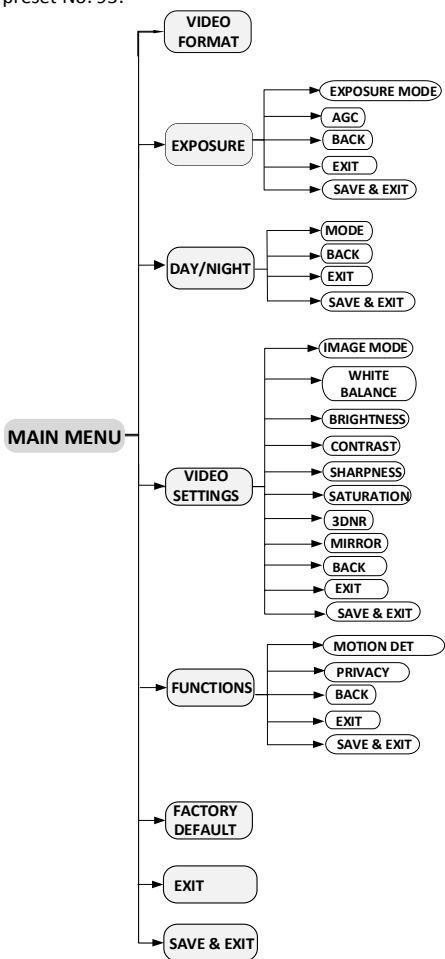 preset No. 95.
VIDEO
FORMAT
EXPOSURE
EXPOSURE MODE
AGC
BACK
EXIT
SAVE & EXIT
DAY/NIGHT
MODE
BACK
EXIT
SAVE & EXIT
MAIN MENU
VIDEO
SETTINGS
IMAGE MODE
WHITE
BALANCE
BRIGHTNESS
CONTRAST
SHARPNESS
SATURATION
3DNR
MIRROR
BACK
EXIT
SAVE & EXIT
FUNCTIONS
MOTION DET
PRIVACY
BACK
EXIT
SAVE & EXIT
FACTORY
DEFAULT
EXIT
SAVE & EXIT